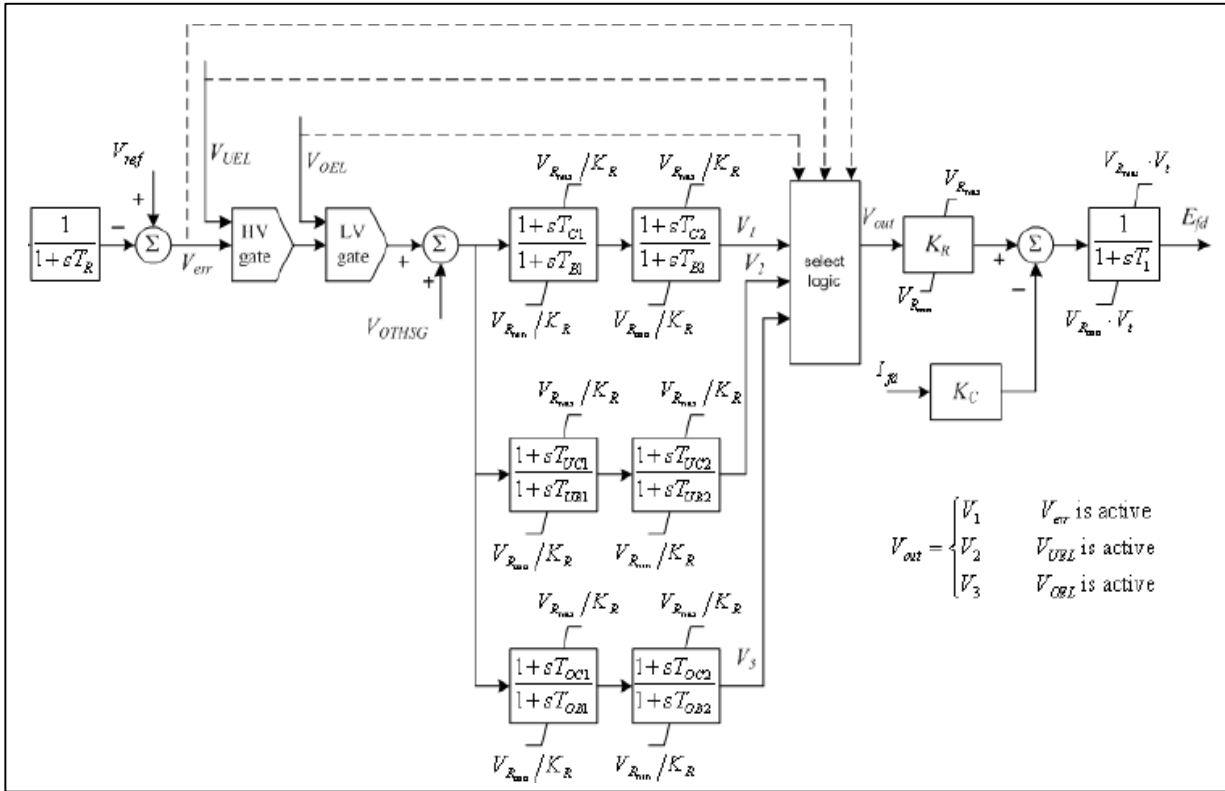 V_ref
V_UEL
V_OEL
+
−
1
1+sT_R
Σ
V_err
HV
gate
LV
gate
+
Σ
+
V_OTHSG
V_Rmax/K_R
V_Rmax/K_R
1+sT_C1
1+sT_B1
1+sT_C2
1+sT_B2
V_Rmin/K_R
V_Rmin/K_R
V_1
V_2
select
logic
V_out
V_Rmax
K_R
V_Rmin
+
Σ
−
V_Rmax · V_t
1
1+sT_1
V_Rmin · V_t
E_fd
I_fd
K_C
V_Rmax/K_R
V_Rmax/K_R
1+sT_UC1
1+sT_UB1
1+sT_UC2
1+sT_UB2
V_Rmin/K_R
V_Rmin/K_R
V_out = { V_1 V_err is active
V_2 V_UEL is active
V_3 V_OEL is active
V_Rmax/K_R
V_Rmax/K_R
1+sT_OC1
1+sT_OB1
1+sT_OC2
1+sT_OB2
V_3
V_Rmin/K_R
V_Rmin/K_R